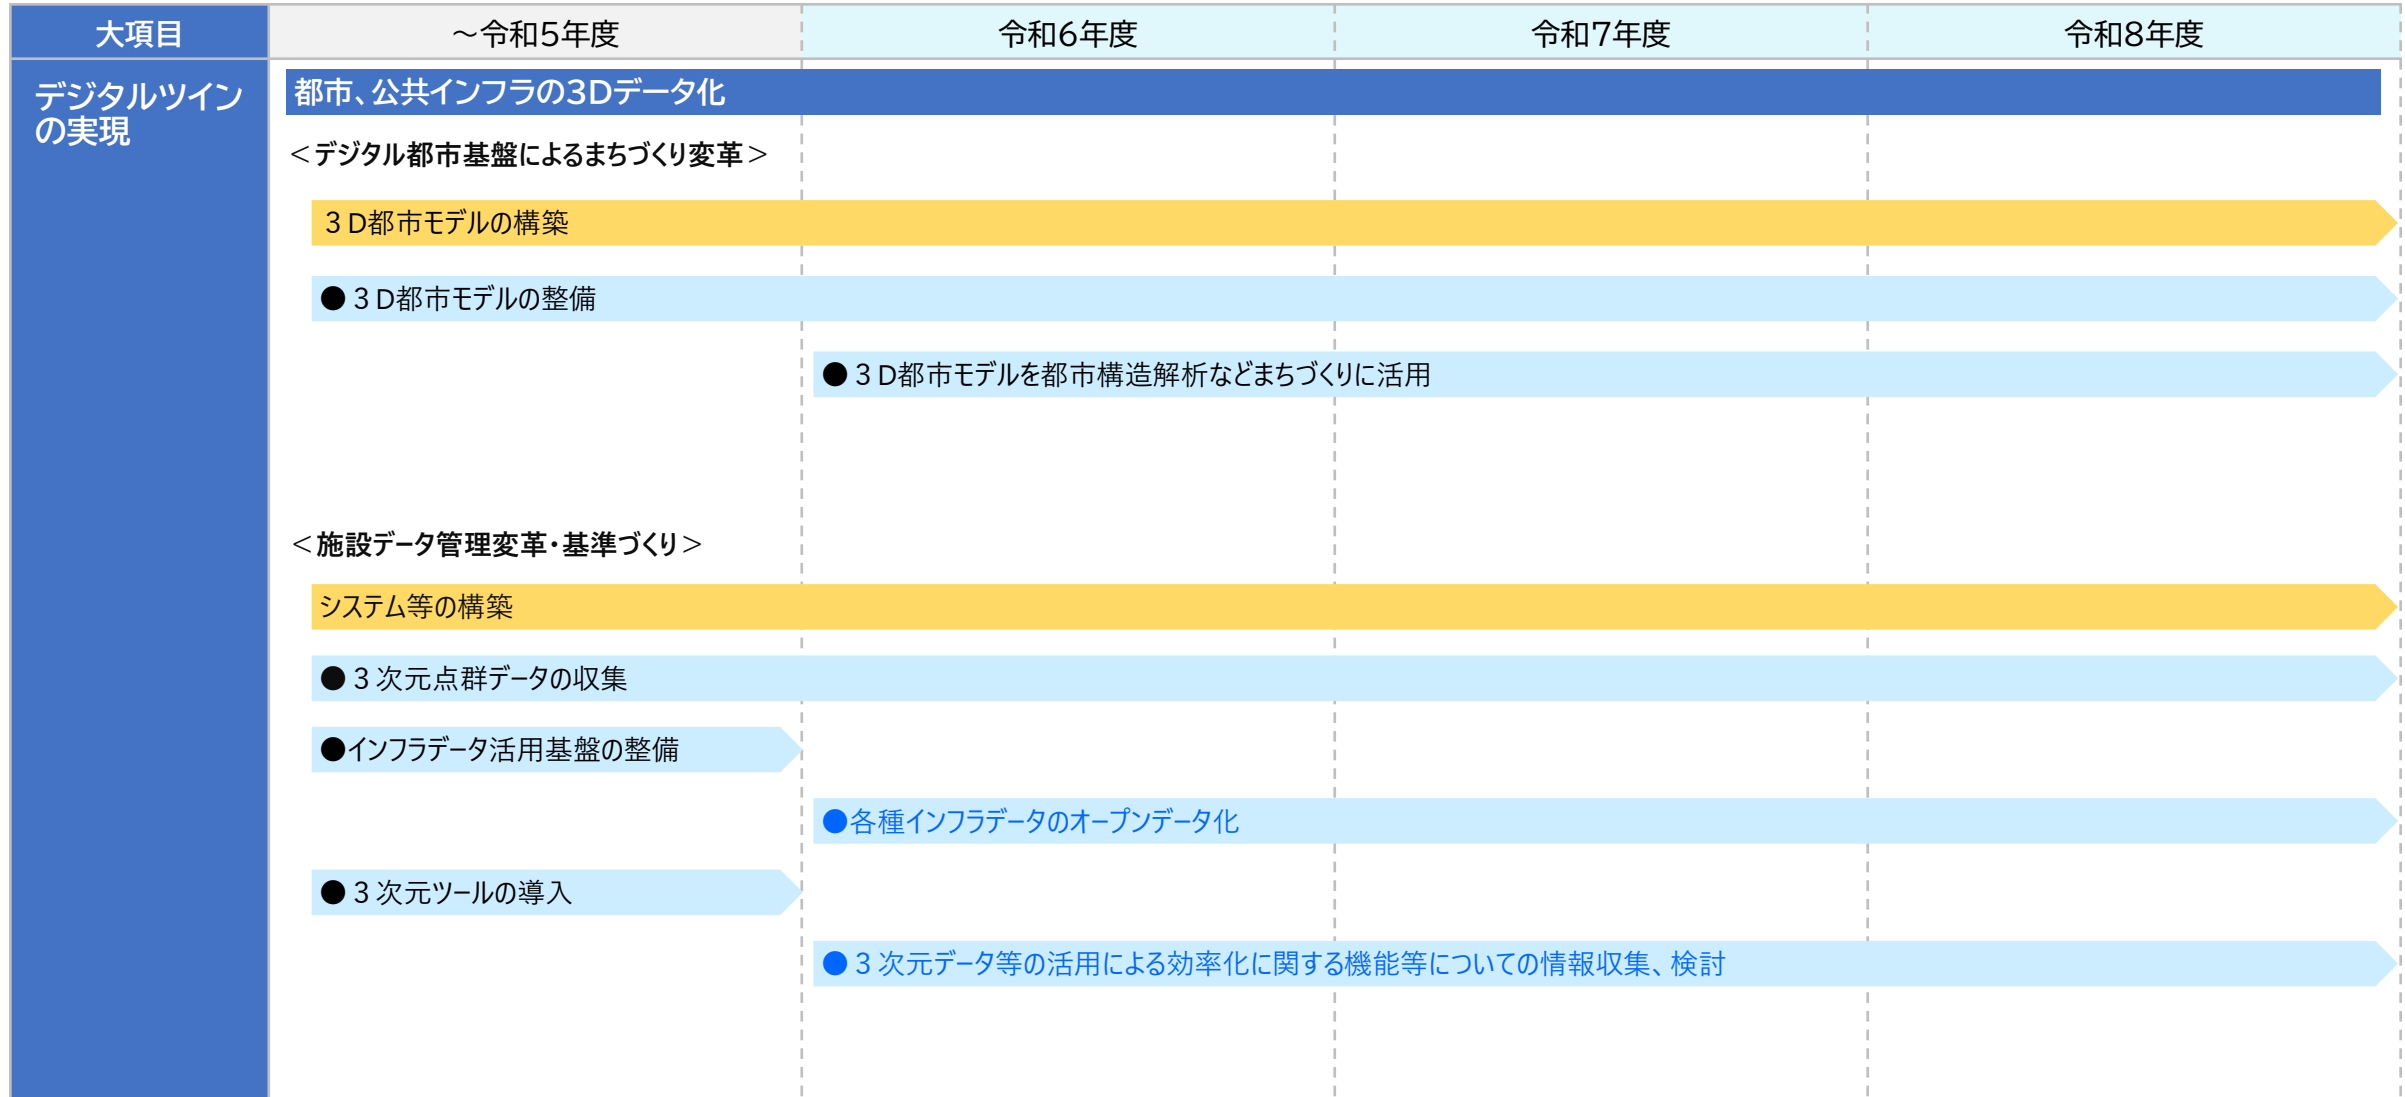 大項目
～令和5年度
令和6年度
令和7年度
令和8年度
デジタルツイン
の実現
都市、公共インフラの3Dデータ化
＜デジタル都市基盤によるまちづくり変革＞
３D都市モデルの構築
●３D都市モデルの整備
●３D都市モデルを都市構造解析などまちづくりに活用
＜施設データ管理変革・基準づくり＞
システム等の構築
●３次元点群データの収集
●インフラデータ活用基盤の整備
●各種インフラデータのオープンデータ化
●３次元ツールの導入
●３次元データ等の活用による効率化に関する機能等についての情報収集、検討